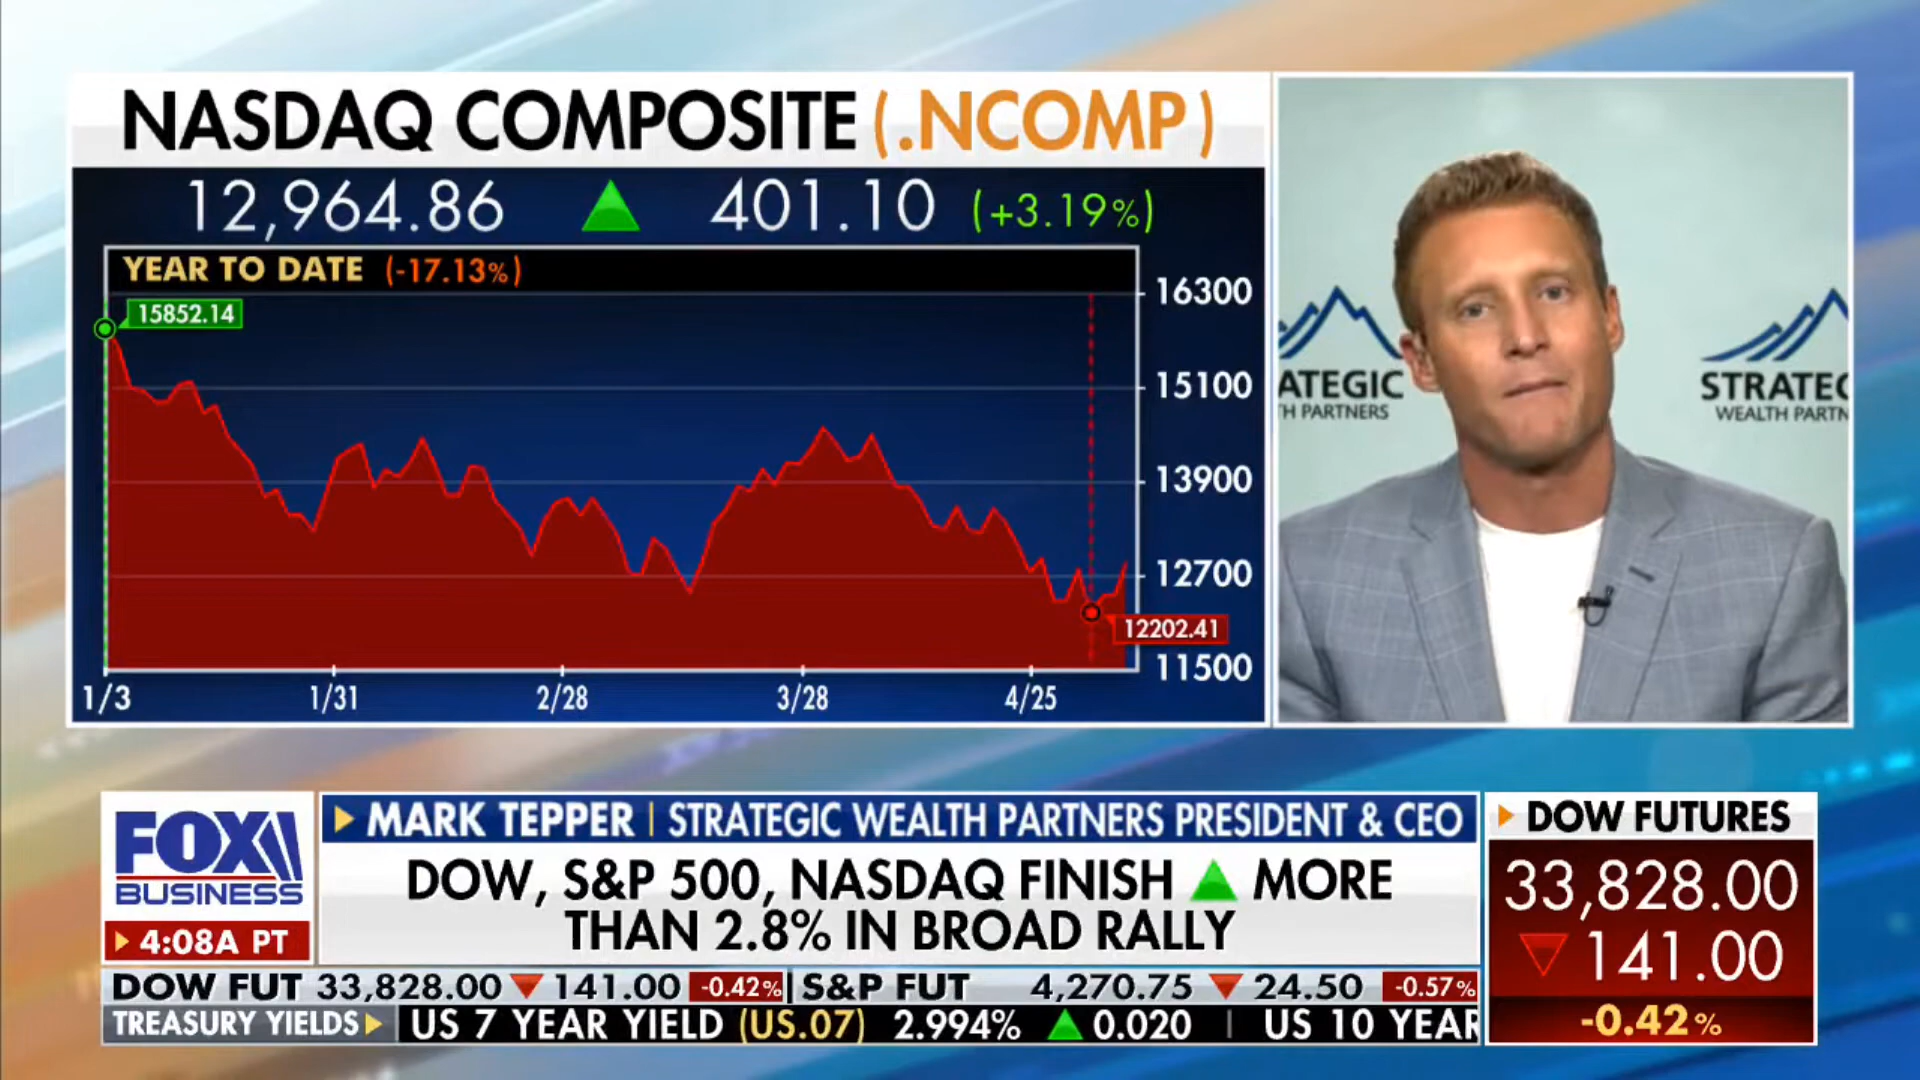 NASDAQ COMPOSITE (.NCOMP)
12,964.86 ▲ 401.10 (+3.19%)
YEAR TO DATE (-17.13%)
15852.14
16300
15100
13900
12700
12202.41
11500
1/3 1/31 2/28 3/28 4/25
ATEGIC
TH PARTNERS
STRATEG
WEALTH PARTN
FOX
BUSINESS
4:08A PT
MARK TEPPER | STRATEGIC WEALTH PARTNERS PRESIDENT & CEO
DOW, S&P 500, NASDAQ FINISH ▲ MORE
THAN 2.8% IN BROAD RALLY
DOW FUTURES
33,828.00
▼ 141.00
-0.42%
DOW FUT 33,828.00 ▼ 141.00 -0.42% | S&P FUT 4,270.75 ▼ 24.50 -0.57%
TREASURY YIELDS US 7 YEAR YIELD (US.07) 2.994% ▲ 0.020 | US 10 YEAR